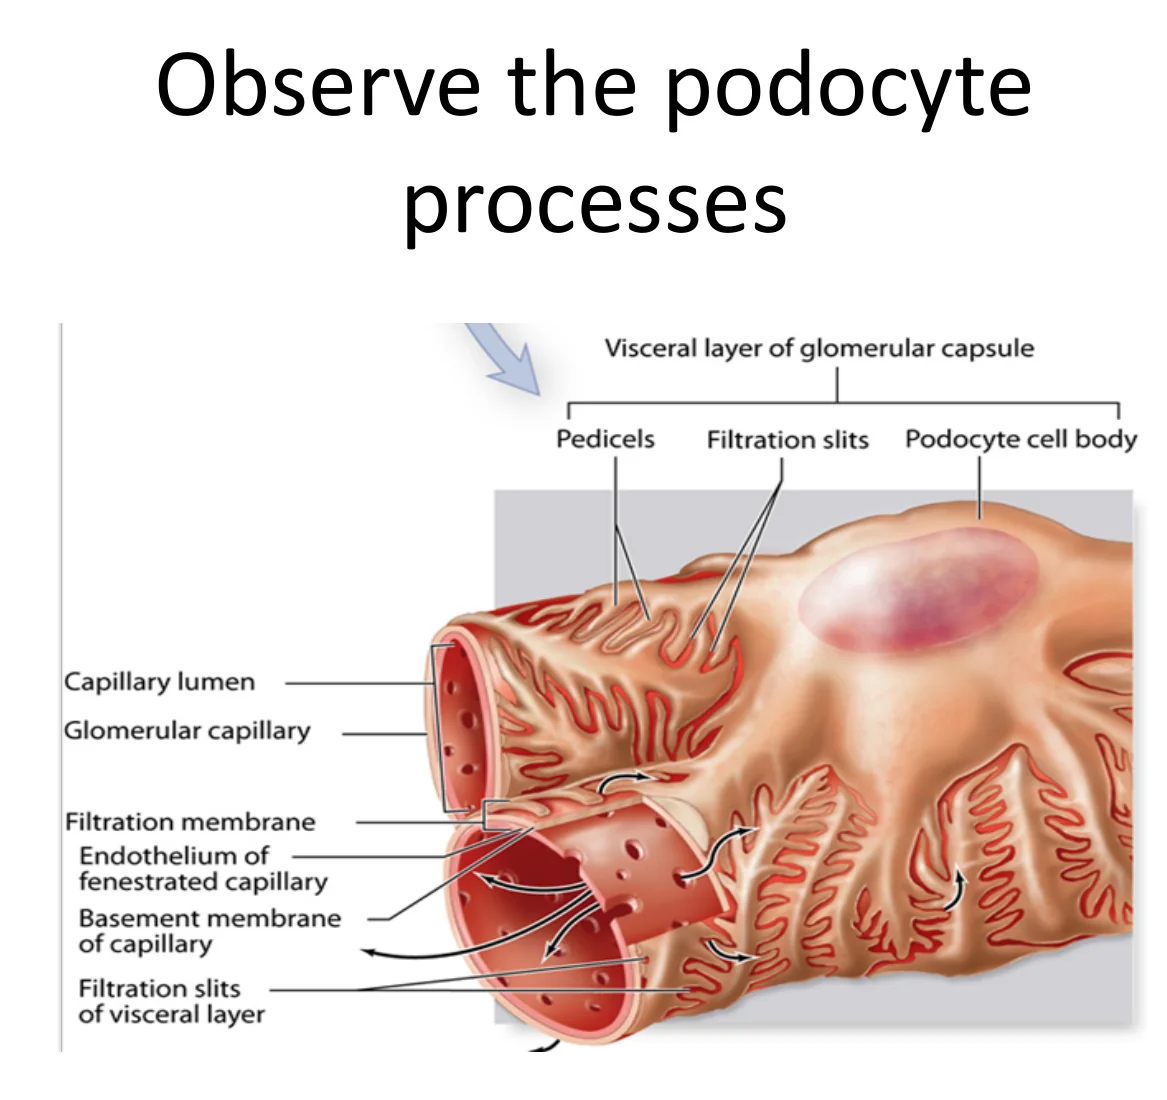 Observe the podocyte
processes
Visceral layer of glomerular capsule
Pedicels
Filtration slits
Podocyte cell body
Capillary lumen
Glomerular capillary
Filtration membrane
Endothelium of
fenestrated capillary
Basement membrane
of capillary
Filtration slits
of visceral layer